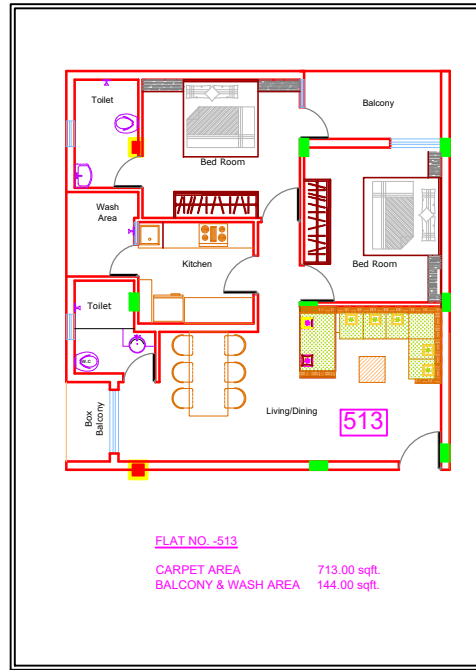 Toilet
Balcony
Bed Room
Wash
Area
Kitchen
Bed Room
Toilet
W.C
Box
Balcony
Living/Dining
513
FLAT NO. -513
CARPET AREA 713.00 sqft.
BALCONY & WASH AREA 144.00 sqft.